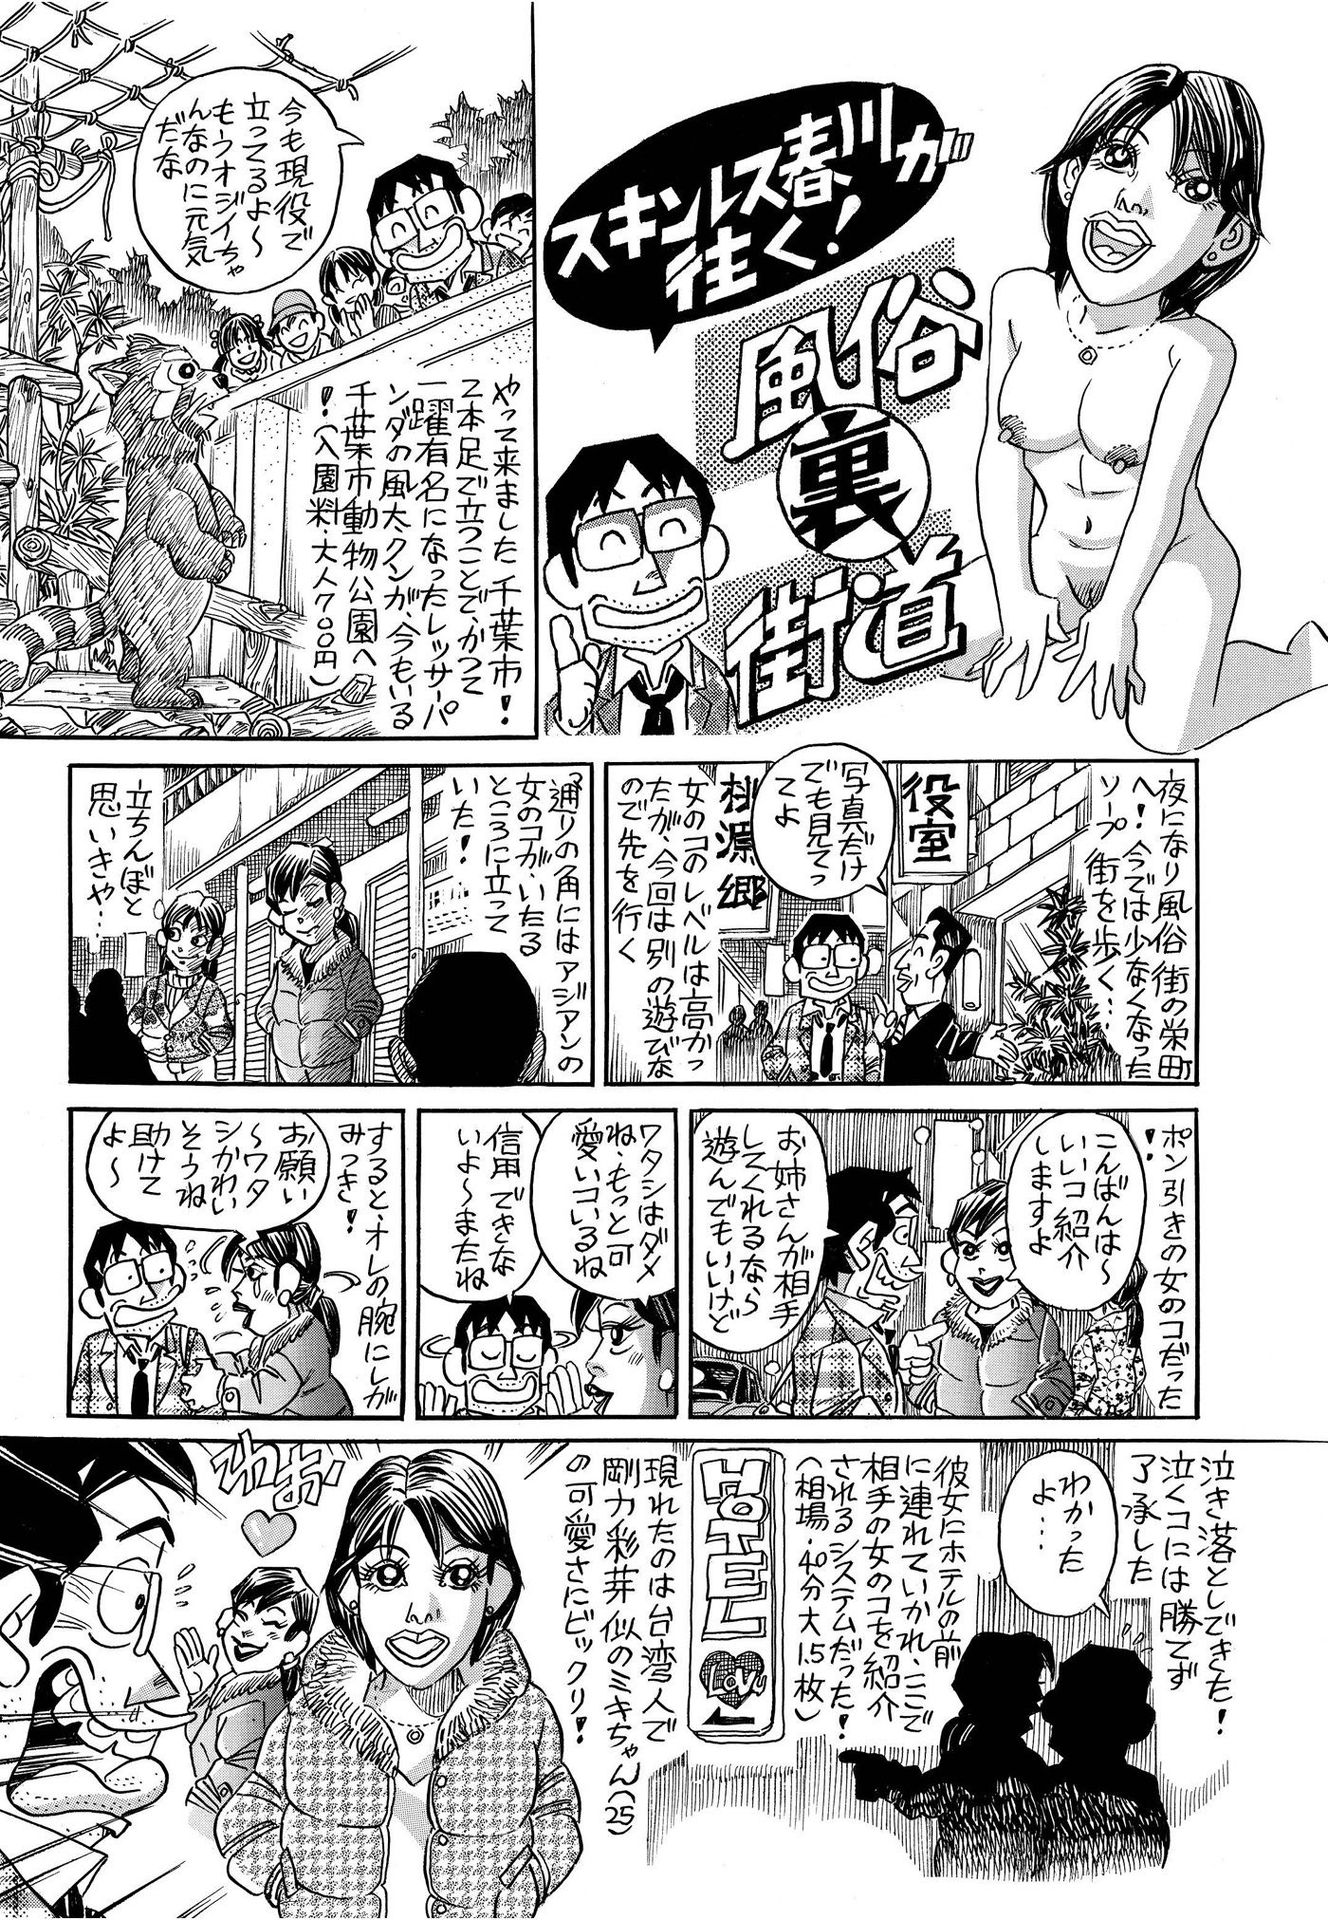 スキンレス春川が
往く!
風俗
裏
街道
今も現役で
立ってるよ〜
もうオジイちゃ
んなのに元気
だな
やって来ました千葉市!
2本足で立つことで、かつて
一躍有名になったレッサーパ
ンダの風太クンが、今もいる
千葉市動物公園へ
!(入園料・大人700円)
夜になり風俗街の栄町
へ!今では少なくなった
ソープ街を歩く…
役室
写真だけ
でも見てっ
てよ
桃源郷
女のコのレベルは高かっ
たが、今回は別の遊びな
ので先を行く
通りの角にはアジアンの
女のコが、いたる
ところに立って
いた!
立ちんぼと
思いきや…
ポン引きの女のコだった
!
こんばんは〜
いいコ紹介
しますよ
お姉さんが相手
してくれるなら
遊んでもいいけど
ワタシはダメ
ね、もっと可
愛いコいるね
信用できな
いよ〜またね
すると、オレの腕にしが
みつき!
お願い
〜ワタ
シかわい
そうね
助けて
よ〜
泣き落としできた!
泣くコには勝てず
了承した
わかった
よ…
彼女にホテルの前
に連れていかれ、ここで
相手の女のコを紹介
されるシステムだった!
(相場・40分大1.5枚)
HOTEL
Love
現れたのは台湾人で
剛力彩芽似のミキちゃん(25)
の可愛さにビックリ!
わお